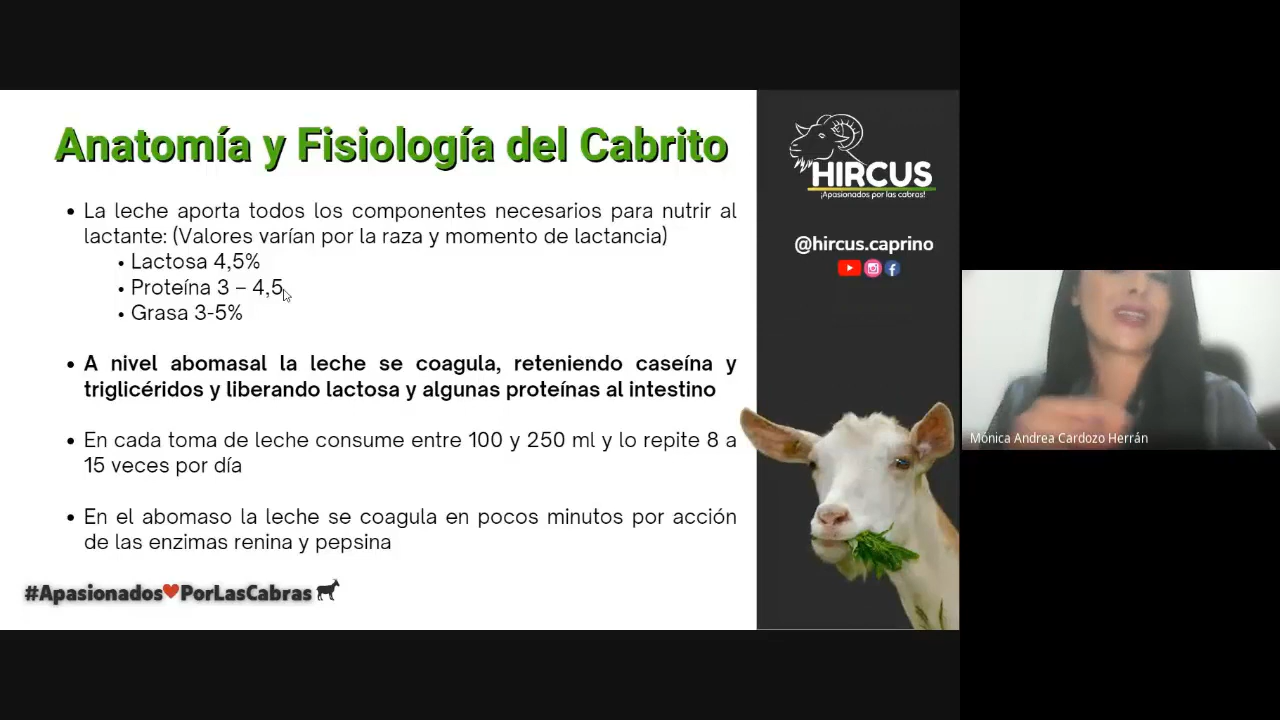 Anatomía y Fisiología del Cabrito
• La leche aporta todos los componentes necesarios para nutrir al
lactante: (Valores varían por la raza y momento de lactancia)
• Lactosa 4,5%
• Proteína 3 – 4,5
• Grasa 3-5%
• A nivel abomasal la leche se coagula, reteniendo caseína y
triglicéridos y liberando lactosa y algunas proteínas al intestino
• En cada toma de leche consume entre 100 y 250 ml y lo repite 8 a
15 veces por día
• En el abomaso la leche se coagula en pocos minutos por acción
de las enzimas renina y pepsina
#Apasionados❤PorLasCabras
HIRCUS
¡Apasionados por las cabras!
@hircus.caprino
Mónica Andrea Cardozo Herrán